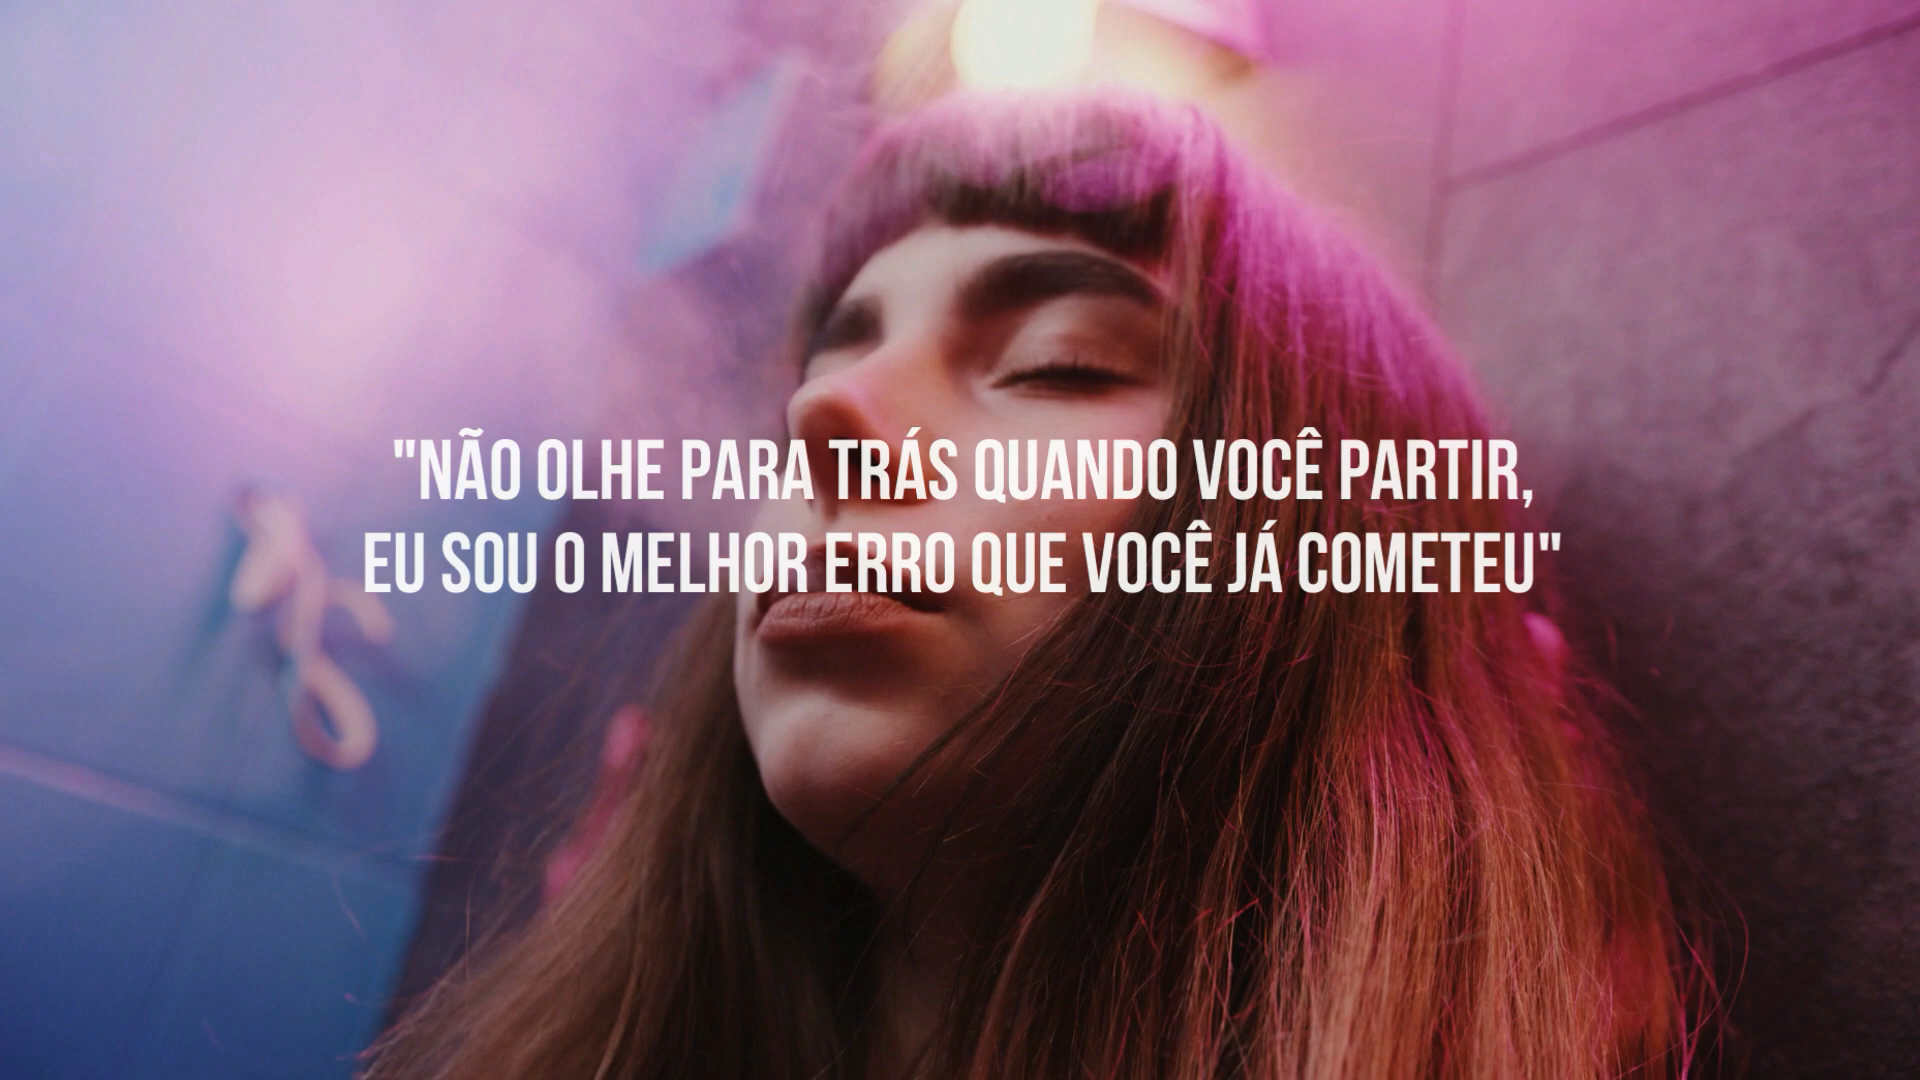 "NÃO OLHE PARA TRÁS QUANDO VOCÊ PARTIR,
EU SOU O MELHOR ERRO QUE VOCÊ JÁ COMETEU"